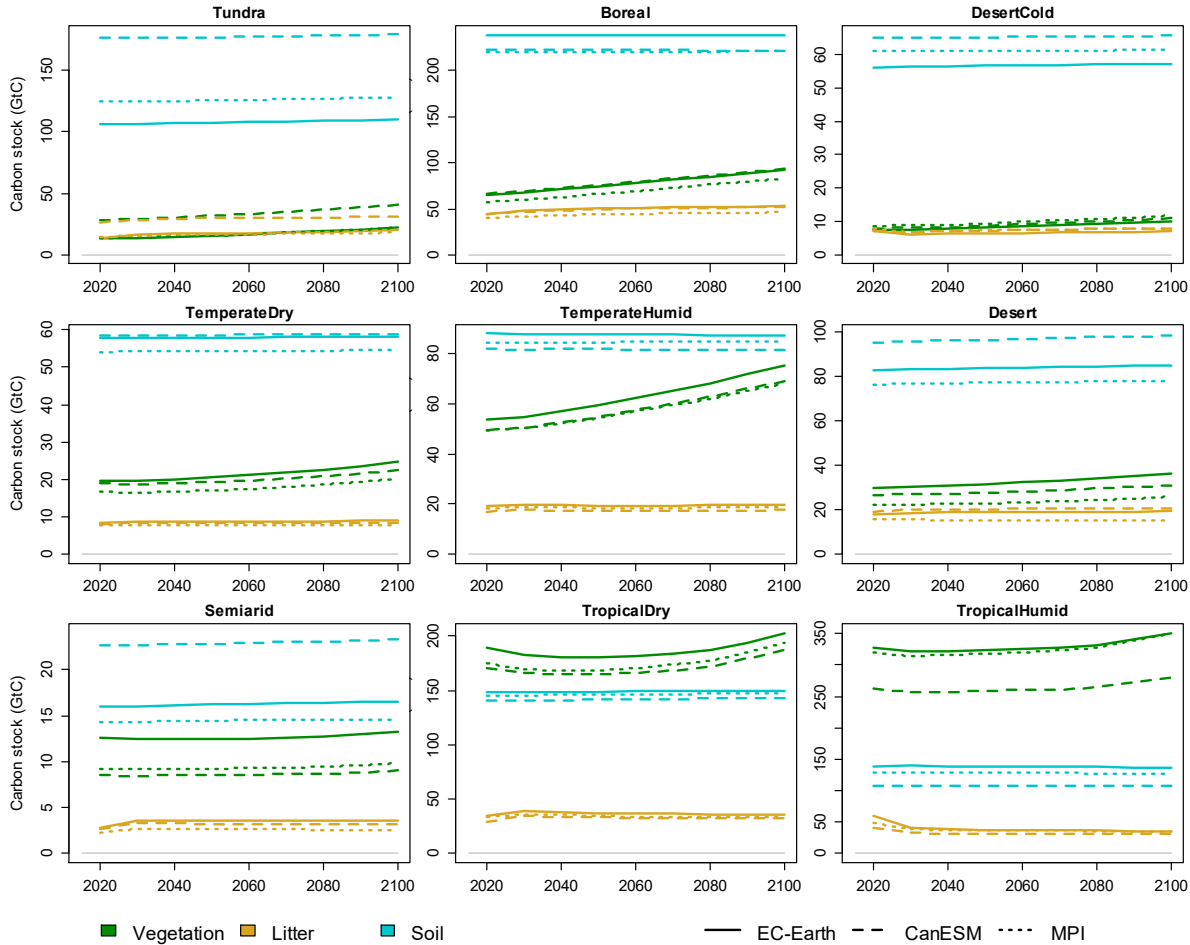 Tundra Boreal DesertCold
Carbon stock (GtC)
0 50 100 150
0 50 100 150 200
0 10 20 30 40 50 60
2020 2040 2060 2080 2100 2020 2040 2060 2080 2100 2020 2040 2060 2080 2100
TemperateDry TemperateHumid Desert
Carbon stock (GtC)
0 10 20 30 40 50 60
0 20 40 60 80
0 20 40 60 80 100
2020 2040 2060 2080 2100 2020 2040 2060 2080 2100 2020 2040 2060 2080 2100
Semiarid TropicalDry TropicalHumid
Carbon stock (GtC)
0 5 10 15 20
0 50 100 150 200
0 50 150 250 350
2020 2040 2060 2080 2100 2020 2040 2060 2080 2100 2020 2040 2060 2080 2100
Vegetation Litter Soil EC-Earth CanESM MPI